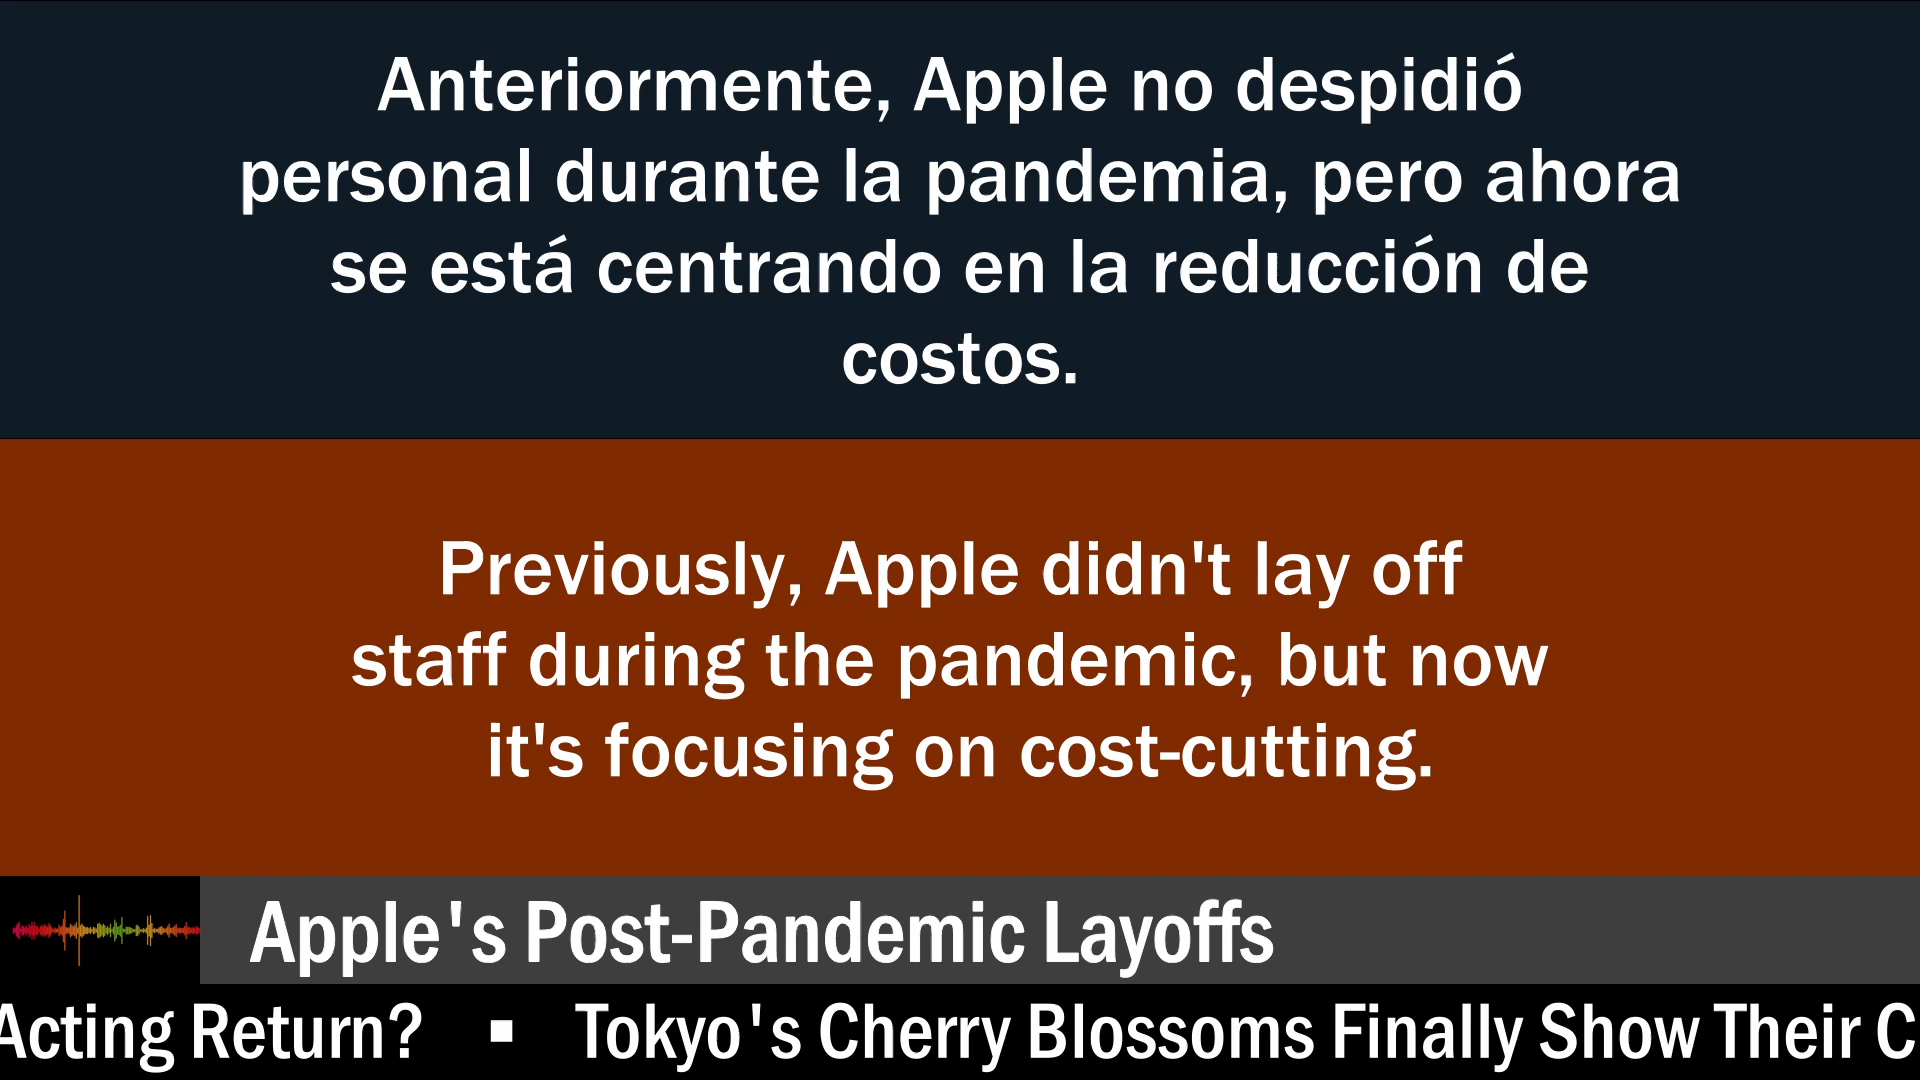 Anteriormente, Apple no despidió
personal durante la pandemia, pero ahora
se está centrando en la reducción de
costos.
Previously, Apple didn't lay off
staff during the pandemic, but now
it's focusing on cost-cutting.
Apple's Post-Pandemic Layoffs
Acting Return? ▪ Tokyo's Cherry Blossoms Finally Show Their C